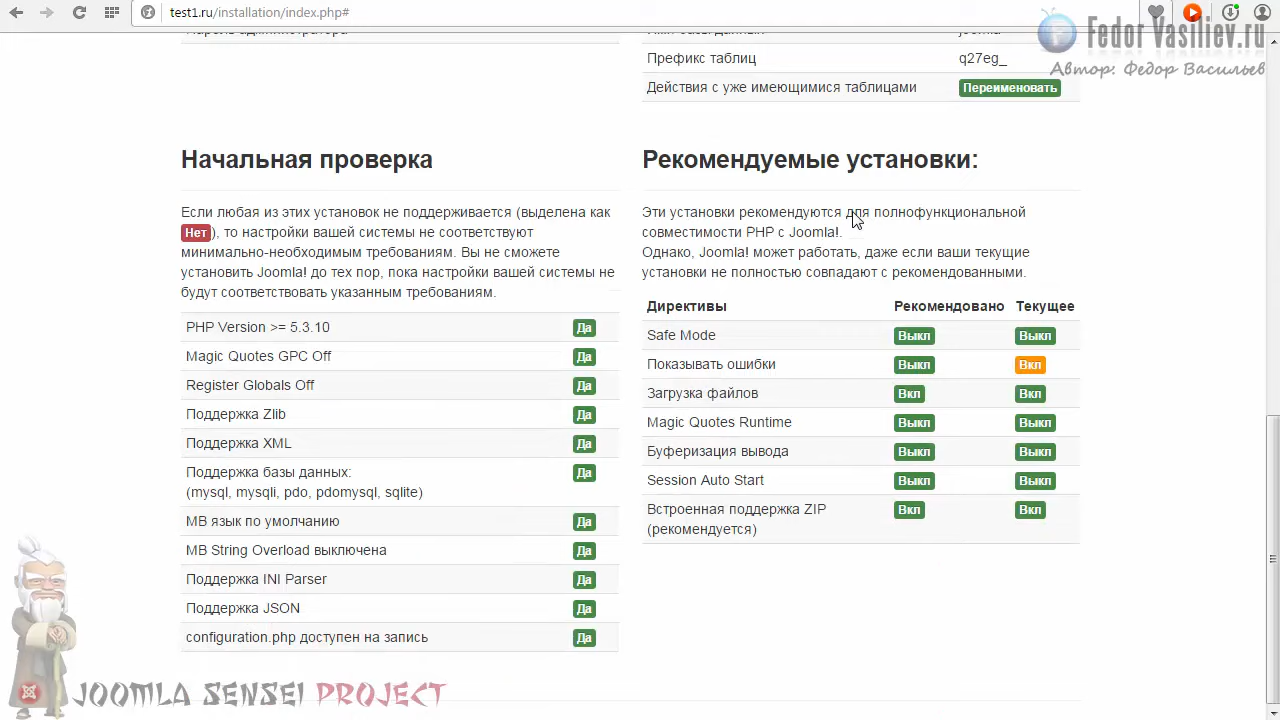 test1.ru/installation/index.php#
Fedor Vasiliev.ru
Автор: Федор Васильев
Пароль администратора
Имя базы данных joomla
Префикс таблиц q27eg_
Действия с уже имеющимися таблицами Переименовать
Начальная проверка
Если любая из этих установок не поддерживается (выделена как
Нет ), то настройки вашей системы не соответствуют
минимально-необходимым требованиям. Вы не сможете
установить Joomla! до тех пор, пока настройки вашей системы не
будут соответствовать указанным требованиям.
PHP Version >= 5.3.10 Да
Magic Quotes GPC Off Да
Register Globals Off Да
Поддержка Zlib Да
Поддержка XML Да
Поддержка базы данных: Да
(mysql, mysqli, pdo, pdomysql, sqlite)
MB язык по умолчанию Да
MB String Overload выключена Да
Поддержка INI Parser Да
Поддержка JSON Да
configuration.php доступен на запись Да
Рекомендуемые установки:
Эти установки рекомендуются для полнофункциональной
совместимости PHP с Joomla!.
Однако, Joomla! может работать, даже если ваши текущие
установки не полностью совпадают с рекомендованными.
Директивы Рекомендовано Текущее
Safe Mode Выкл Выкл
Показывать ошибки Выкл Вкл
Загрузка файлов Вкл Вкл
Magic Quotes Runtime Выкл Выкл
Буферизация вывода Выкл Выкл
Session Auto Start Выкл Выкл
Встроенная поддержка ZIP Вкл Вкл
(рекомендуется)
JOOMLA SENSEI PROJECT